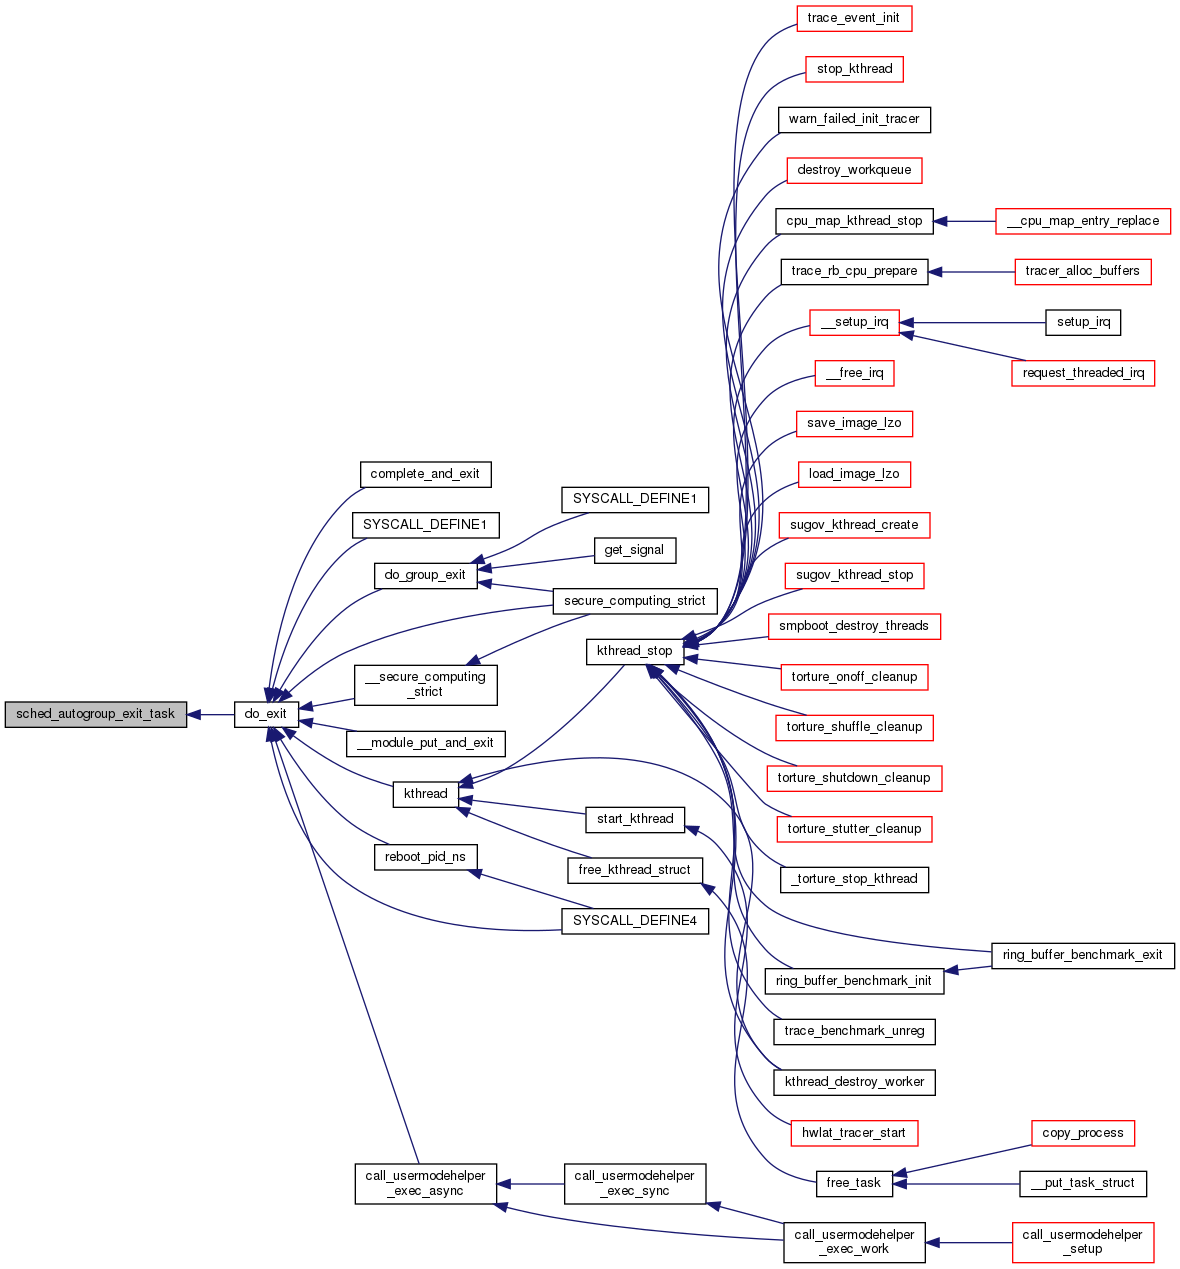 trace_event_init
stop_kthread
warn_failed_init_tracer
destroy_workqueue
cpu_map_kthread_stop
__cpu_map_entry_replace
trace_rb_cpu_prepare
tracer_alloc_buffers
__setup_irq
setup_irq
__free_irq
request_threaded_irq
save_image_lzo
complete_and_exit
load_image_lzo
SYSCALL_DEFINE1
SYSCALL_DEFINE1
sugov_kthread_create
get_signal
do_group_exit
sugov_kthread_stop
secure_computing_strict
smpboot_destroy_threads
kthread_stop
__secure_computing
_strict
torture_onoff_cleanup
sched_autogroup_exit_task
do_exit
torture_shuffle_cleanup
__module_put_and_exit
torture_shutdown_cleanup
kthread
start_kthread
torture_stutter_cleanup
reboot_pid_ns
free_kthread_struct
_torture_stop_kthread
SYSCALL_DEFINE4
ring_buffer_benchmark_exit
ring_buffer_benchmark_init
trace_benchmark_unreg
kthread_destroy_worker
hwlat_tracer_start
copy_process
call_usermodehelper
_exec_async
call_usermodehelper
_exec_sync
free_task
__put_task_struct
call_usermodehelper
_exec_work
call_usermodehelper
_setup